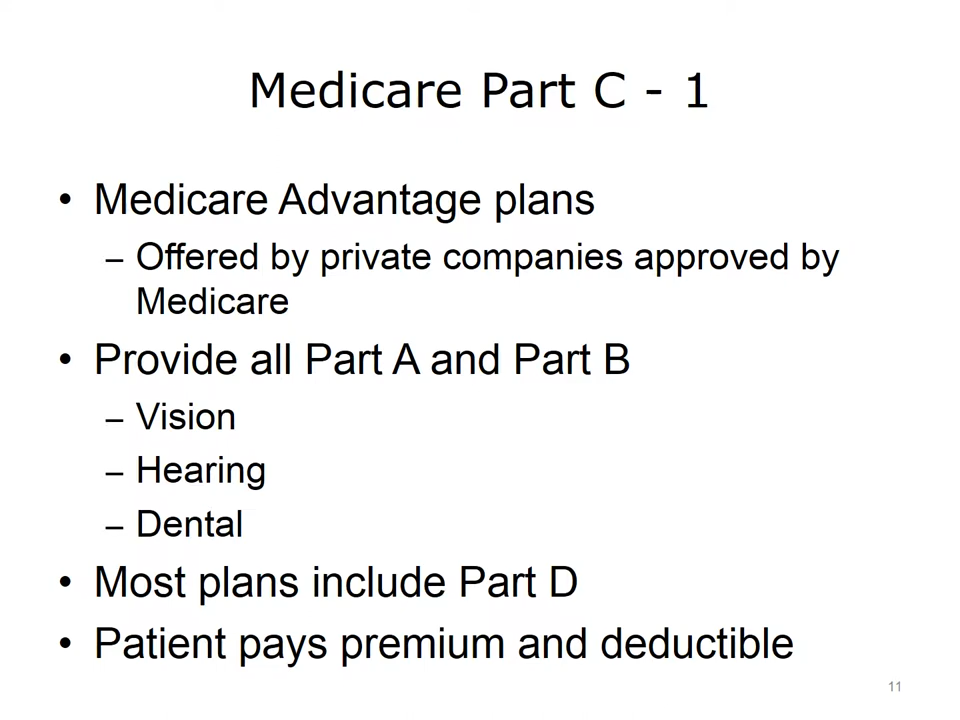 Medicare Part C - 1
• Medicare Advantage plans
– Offered by private companies approved by
Medicare
• Provide all Part A and Part B
– Vision
– Hearing
– Dental
• Most plans include Part D
• Patient pays premium and deductible
11